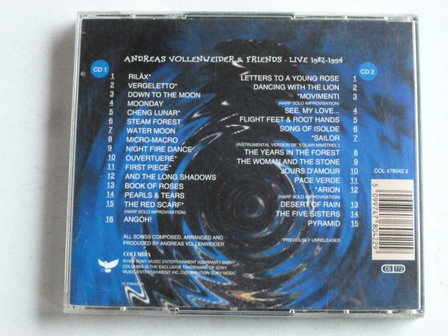 ANDREAS VOLLENWEIDER & FRIENDS · LIVE 1982-1994
CD 1
1 RILÄX*
2 VERGELETTO*
3 DOWN TO THE MOON
4 MOONDAY
5 CHENG LUNAR*
6 STEAM FOREST
7 WATER MOON
8 MICRO-MACRO
9 NIGHT FIRE DANCE
10 OUVERTUERE*
11 FIRST PIECE*
12 AND THE LONG SHADOWS
13 BOOK OF ROSES
14 PEARLS & TEARS
15 THE RED SCARF*
(HARP SOLO IMPROVISATION)
16 ANGOH!
ALL SONGS COMPOSED, ARRANGED AND
PRODUCED BY ANDREAS VOLLENWEIDER
COLUMBIA
CD 2
LETTERS TO A YOUNG ROSE 1
DANCING WITH THE LION 2
*MOVIMENTI 3
(HARP SOLO IMPROVISATION)
SEE, MY LOVE... 4
FLIGHT FEET & ROOT HANDS 5
SONG OF ISOLDE 6
*SAILOR 7
THE YEARS IN THE FOREST 8
THE WOMAN AND THE STONE 9
JOURS D'AMOUR 10
PACE VERDE 11
*ARION 12
(HARP SOLO IMPROVISATION)
DESERT OF RAIN 13
THE FIVE SISTERS 14
PYRAMID 15
*PREVIOUSLY UNRELEASED
COL 478042 2
5 099747 804229